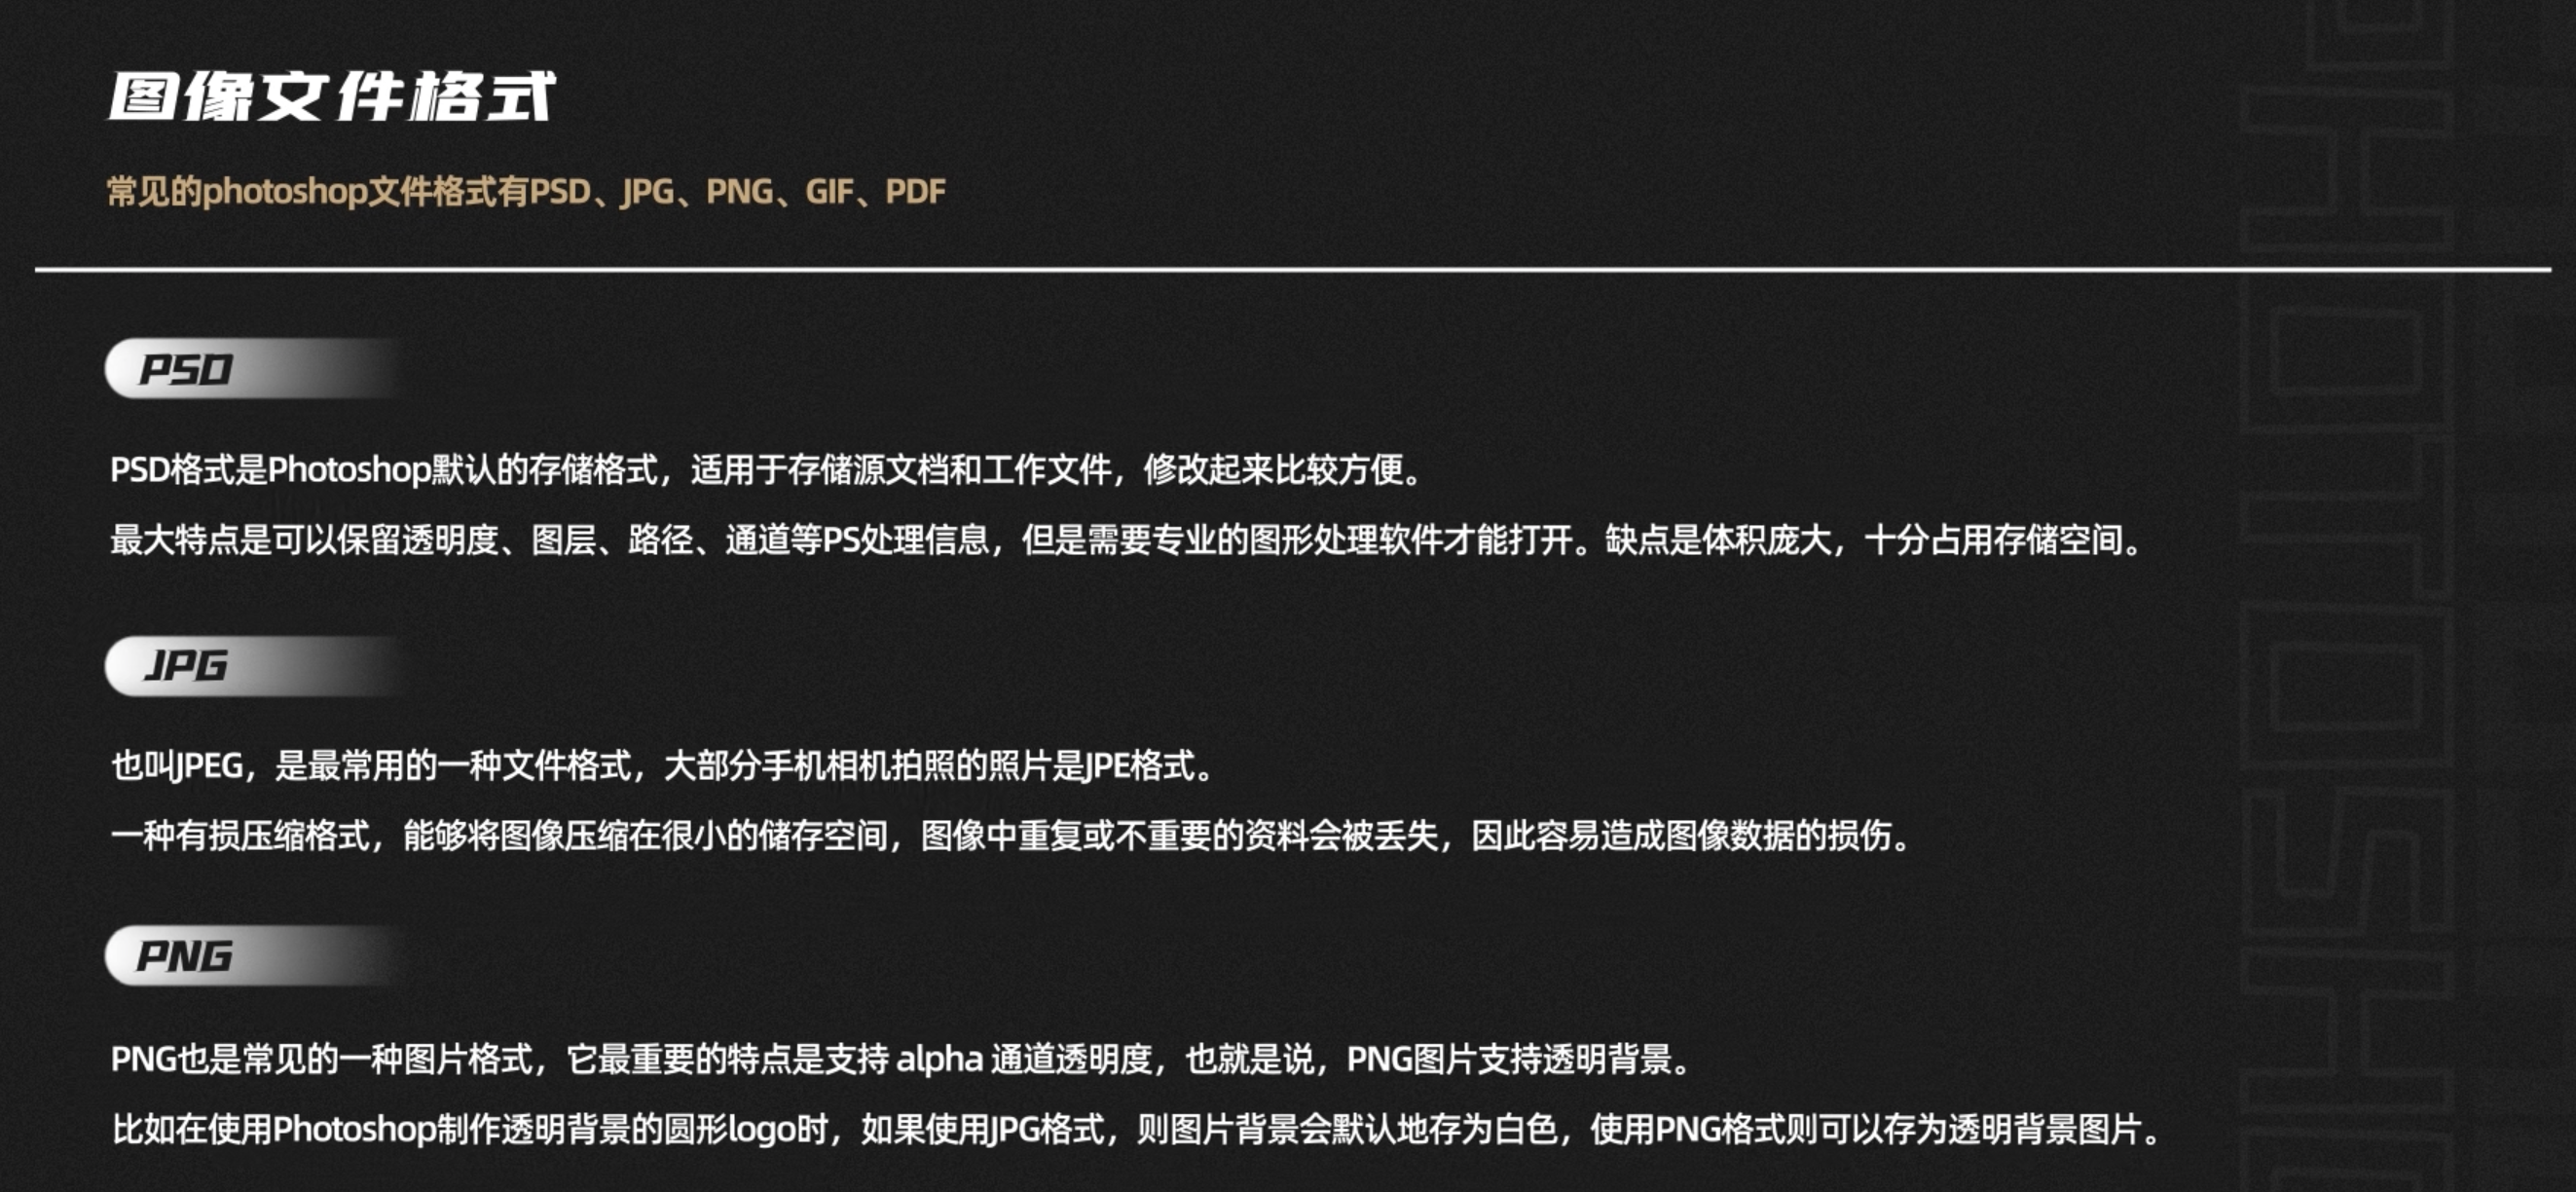 图像文件格式
常见的photoshop文件格式有PSD、JPG、PNG、GIF、PDF
PSD
PSD格式是Photoshop默认的存储格式，适用于存储源文档和工作文件，修改起来比较方便。
最大特点是可以保留透明度、图层、路径、通道等PS处理信息，但是需要专业的图形处理软件才能打开。缺点是体积庞大，十分占用存储空间。
JPG
也叫JPEG，是最常用的一种文件格式，大部分手机相机拍照的照片是JPE格式。
一种有损压缩格式，能够将图像压缩在很小的储存空间，图像中重复或不重要的资料会被丢失，因此容易造成图像数据的损伤。
PNG
PNG也是常见的一种图片格式，它最重要的特点是支持 alpha 通道透明度，也就是说，PNG图片支持透明背景。
比如在使用Photoshop制作透明背景的圆形logo时，如果使用JPG格式，则图片背景会默认地存为白色，使用PNG格式则可以存为透明背景图片。